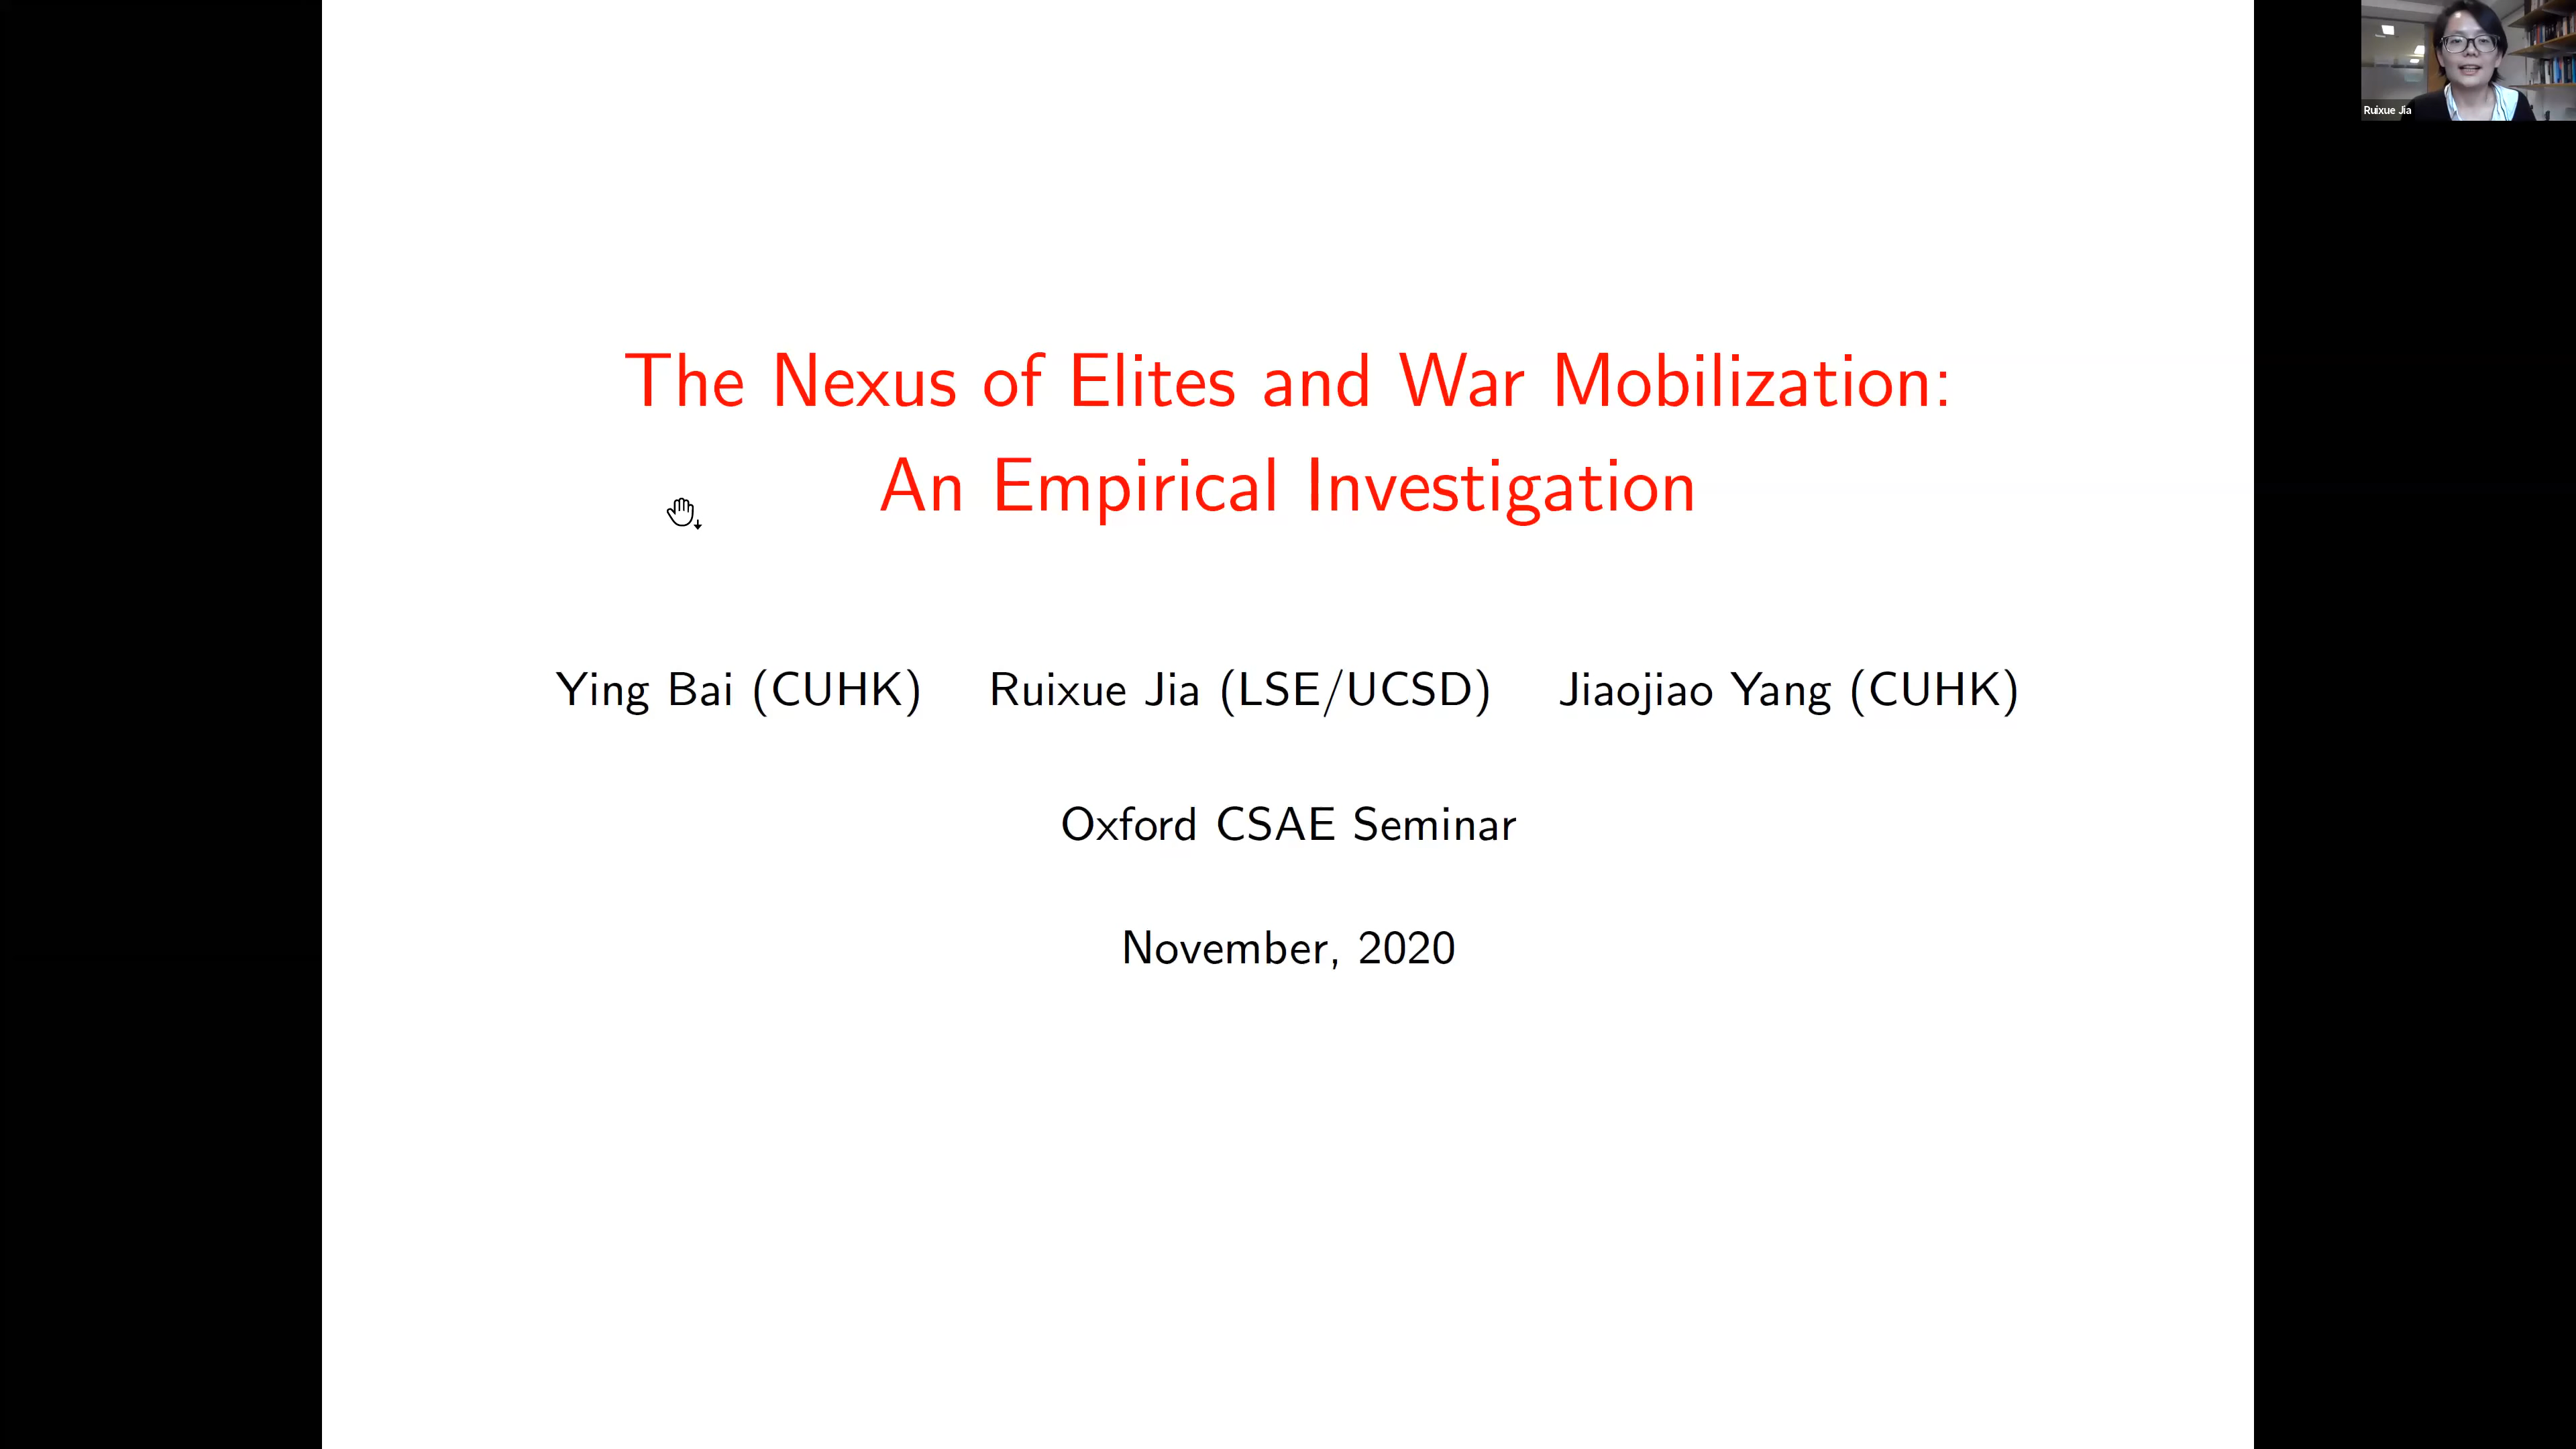 Ruixue Jia
The Nexus of Elites and War Mobilization:
An Empirical Investigation
Ying Bai (CUHK) Ruixue Jia (LSE/UCSD) Jiaojiao Yang (CUHK)
Oxford CSAE Seminar
November, 2020